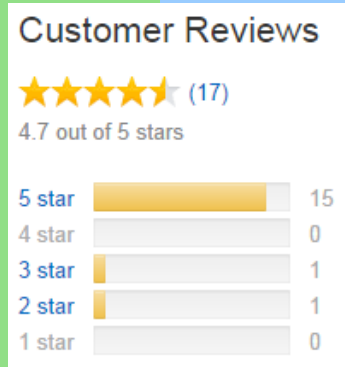 Customer Reviews
(17)
4.7 out of 5 stars
5 star 15
4 star 0
3 star 1
2 star 1
1 star 0